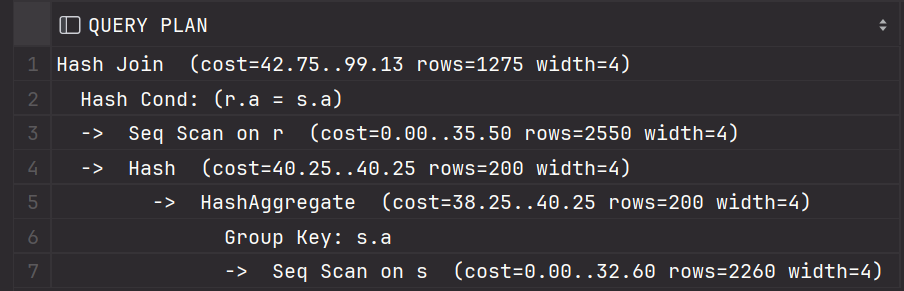 QUERY PLAN
1 Hash Join  (cost=42.75..99.13 rows=1275 width=4)
2   Hash Cond: (r.a = s.a)
3   ->  Seq Scan on r  (cost=0.00..35.50 rows=2550 width=4)
4   ->  Hash  (cost=40.25..40.25 rows=200 width=4)
5         ->  HashAggregate  (cost=38.25..40.25 rows=200 width=4)
6               Group Key: s.a
7               ->  Seq Scan on s  (cost=0.00..32.60 rows=2260 width=4)